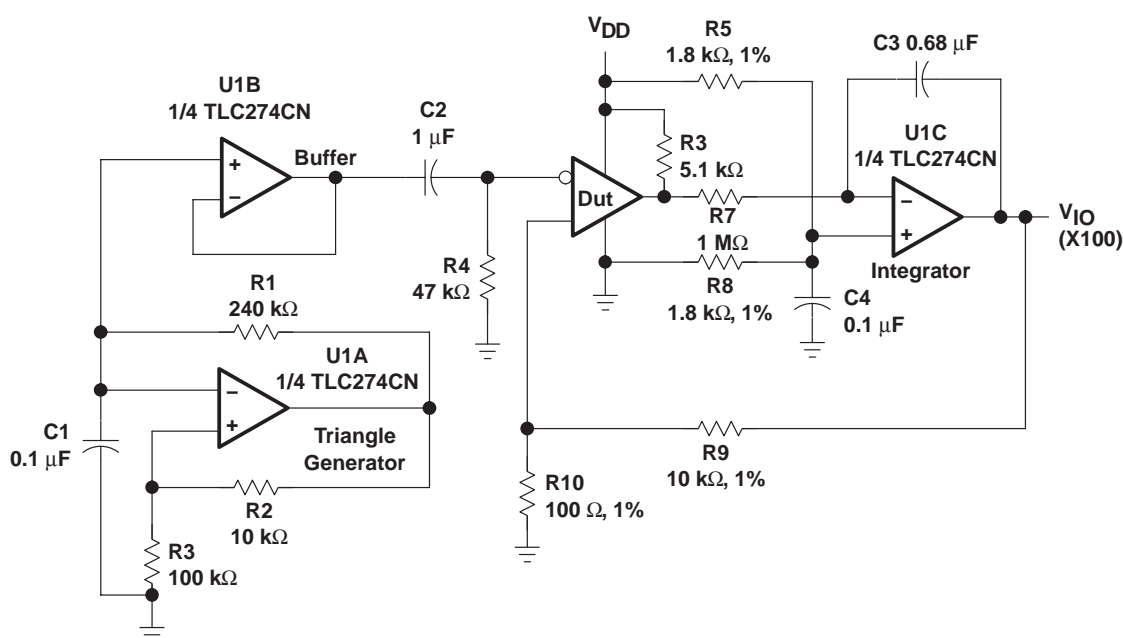 U1B
1/4 TLC274CN
Buffer
C2
1 μF
VDD
R5
1.8 kΩ, 1%
C3 0.68 μF
U1C
1/4 TLC274CN
R3
5.1 kΩ
Dut
R7
1 MΩ
VIO
(X100)
Integrator
R8
1.8 kΩ, 1%
C4
0.1 μF
R4
47 kΩ
R1
240 kΩ
U1A
1/4 TLC274CN
C1
0.1 μF
Triangle
Generator
R2
10 kΩ
R3
100 kΩ
R9
10 kΩ, 1%
R10
100 Ω, 1%
+
−
−
+
−
+